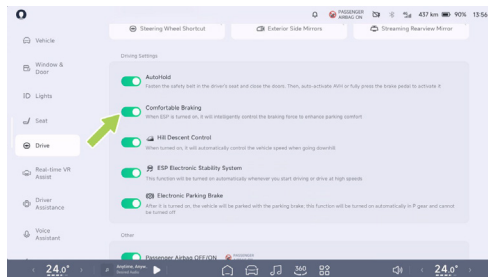 PASSENGER
AIRBAG ON
437 km
90%
13:56
Steering Wheel Shortcut
Exterior Side Mirrors
Streaming Rearview Mirror
Vehicle
Window &
Door
Lights
Seat
Drive
Real-time VR
Assist
Driver
Assistance
Voice
Assistant
Driving Settings
AutoHold
Fasten the safety belt in the driver's seat and close the door. Then, auto-activate AVH or fully press the brake pedal to activate it
Comfortable Braking
When ESP is turned on, it will intelligently control the braking force to enhance parking comfort
Hill Descent Control
When turned on, it will automatically control the vehicle speed when going downhill.
ESP Electronic Stability System
This function will be turned on automatically whenever you start driving or drive at high speeds
Electronic Parking Brake
After it is turned on, the vehicle will be parked with the parking brake; this function will be turned on automatically in P gear and cannot
be turned off
Other
Passenger Airbag OFF/ON
24.0°
Anytime, Anyw...
360
24.0°